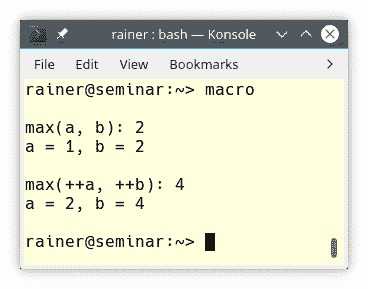 rainer : bash — Konsole
File Edit View Bookmarks
rainer@seminar:~> macro
max(a, b): 2
a = 1, b = 2
max(++a, ++b): 4
a = 2, b = 4
rainer@seminar:~>